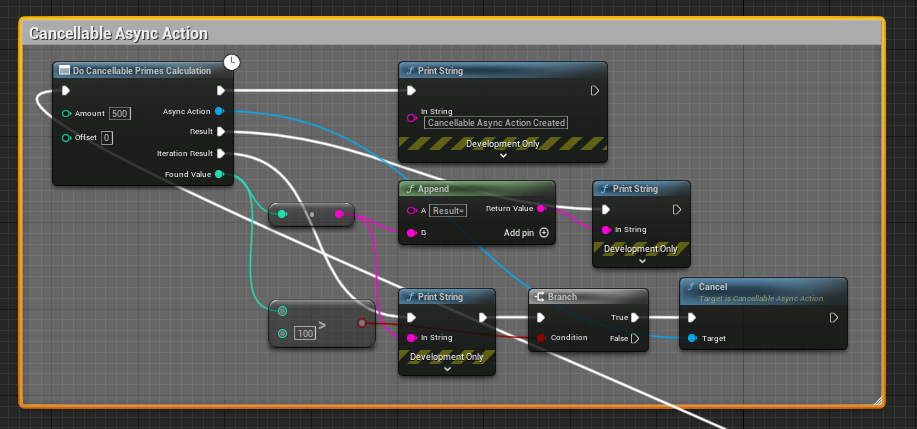 Cancellable Async Action
Do Cancellable Primes Calculation
Amount 500
Offset 0
Async Action
Result
Iteration Result
Found Value
Print String
In String
Cancellable Async Action Created
Development Only
Append
A Result=
B
Return Value
Add pin
Print String
In String
Development Only
>
100
Print String
In String
Development Only
Branch
Condition
True
False
Cancel
Target is Cancellable Async Action
Target